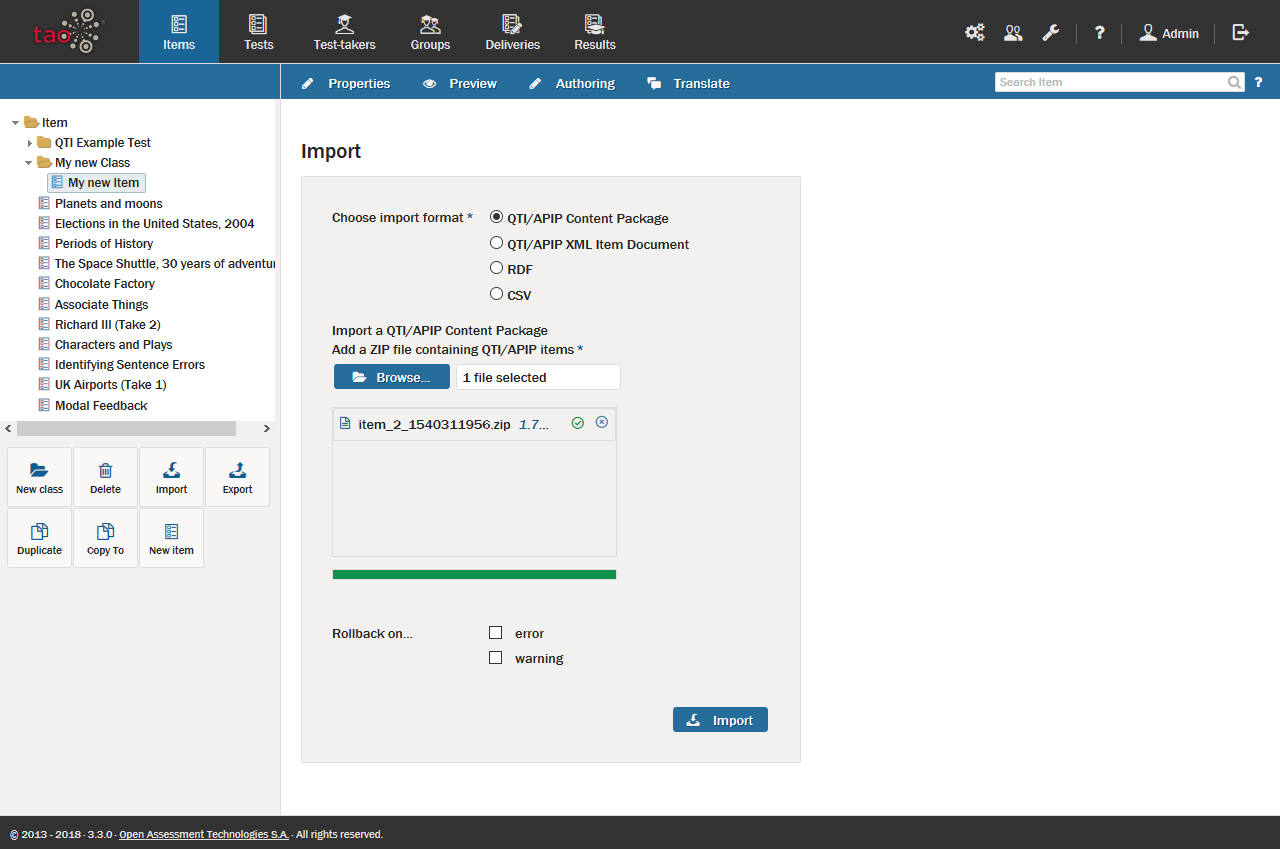 tao
Items
Tests
Test-takers
Groups
Deliveries
Results
?
Admin
Properties
Preview
Authoring
Translate
Search Item
?
Item
QTI Example Test
My new Class
My new Item
Planets and moons
Elections in the United States, 2004
Periods of History
The Space Shuttle, 30 years of adventur
Chocolate Factory
Associate Things
Richard III (Take 2)
Characters and Plays
Identifying Sentence Errors
UK Airports (Take 1)
Modal Feedback
New class
Delete
Import
Export
Duplicate
Copy To
New item
Import
Choose import format *
QTI/APIP Content Package
QTI/APIP XML Item Document
RDF
CSV
Import a QTI/APIP Content Package
Add a ZIP file containing QTI/APIP items *
Browse...
1 file selected
item_2_1540311956.zip 1.7...
Rollback on...
error
warning
Import
© 2013 - 2018 · 3.3.0 · Open Assessment Technologies S.A. · All rights reserved.